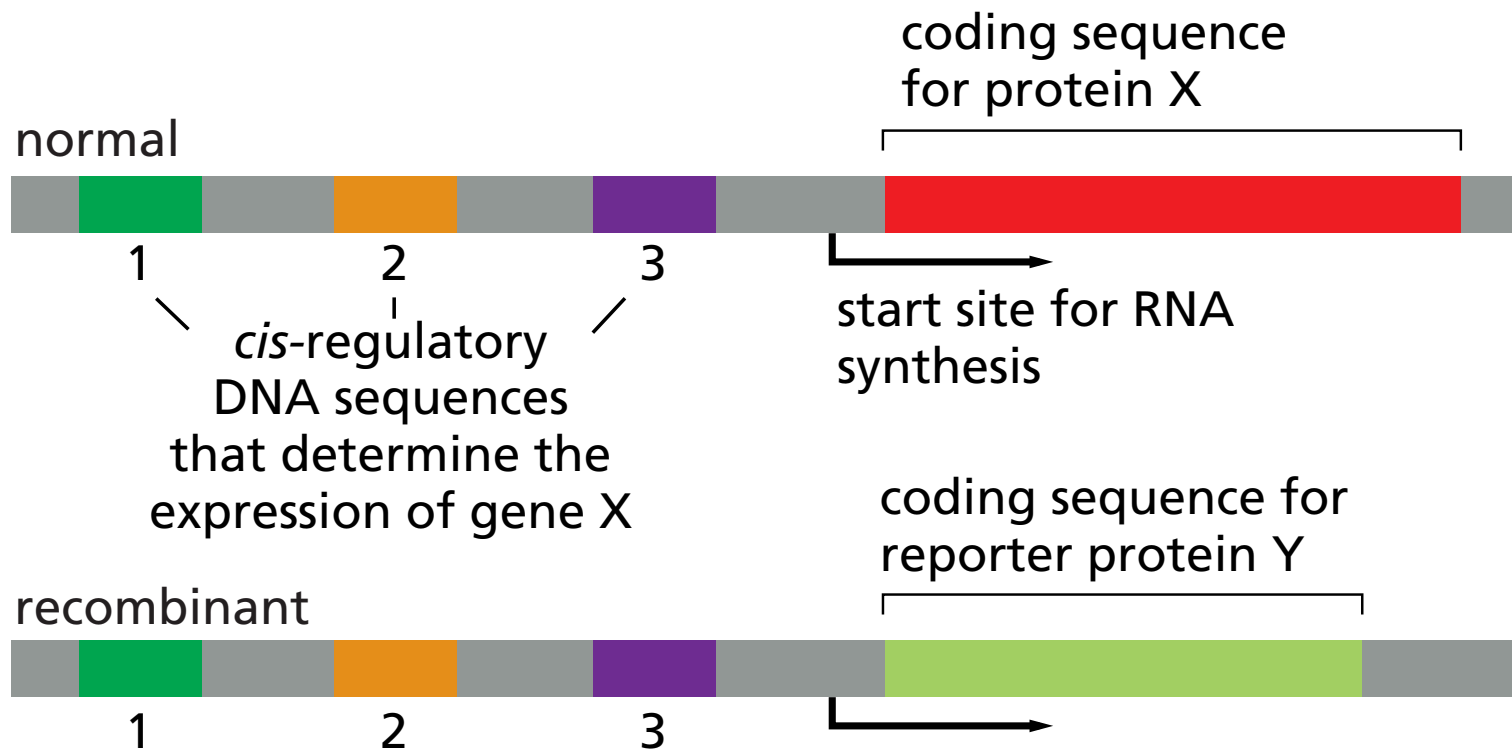 coding sequence
for protein X
normal
1 2 3
cis-regulatory
DNA sequences
that determine the
expression of gene X
start site for RNA
synthesis
coding sequence for
reporter protein Y
recombinant
1 2 3